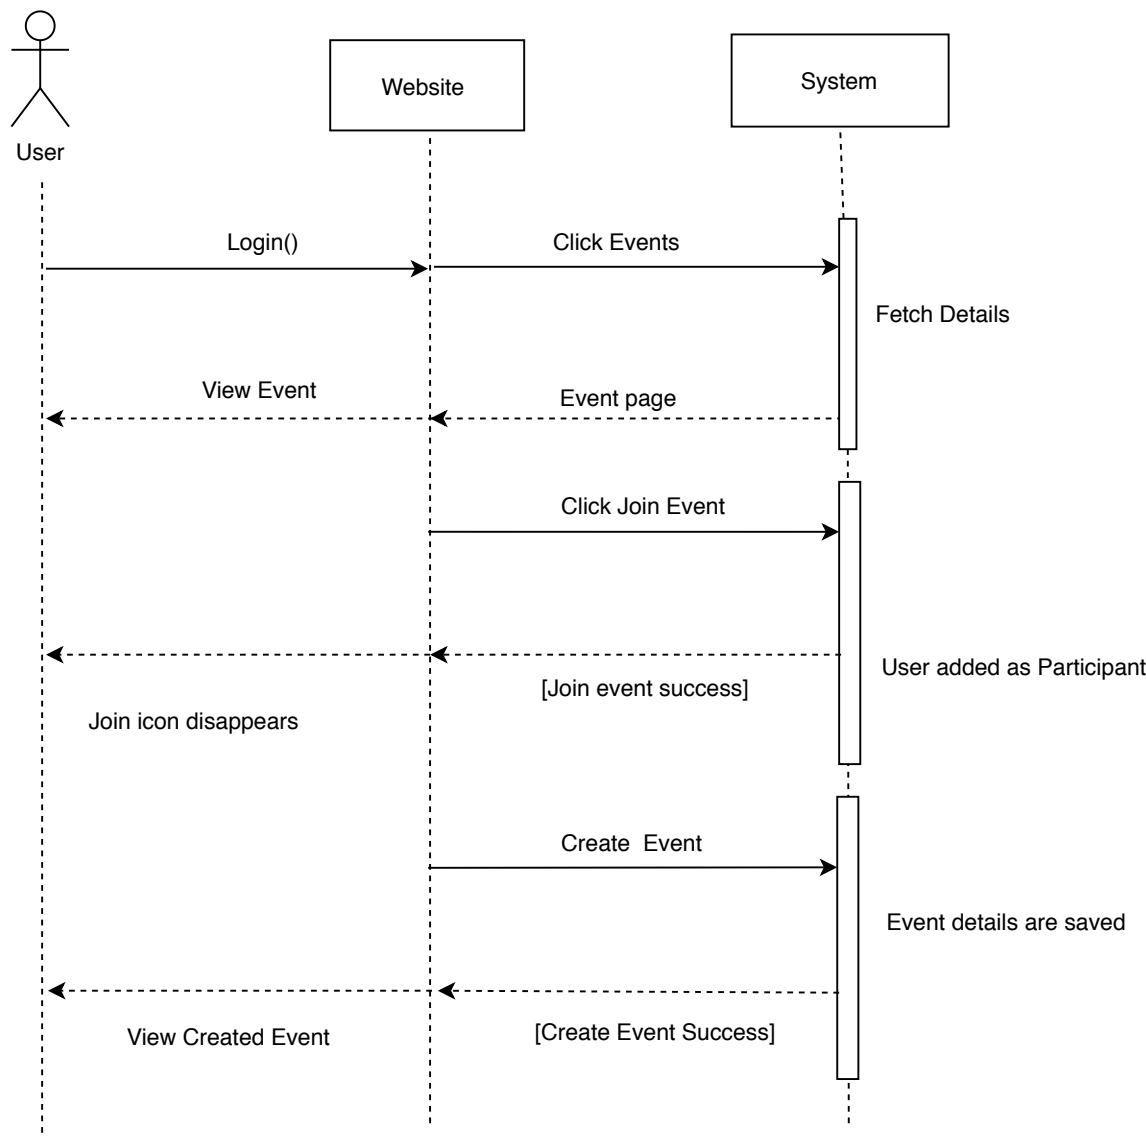 User
Website
System
Login()
Click Events
Fetch Details
View Event
Event page
Click Join Event
[Join event success]
User added as Participant
Join icon disappears
Create  Event
Event details are saved
View Created Event
[Create Event Success]